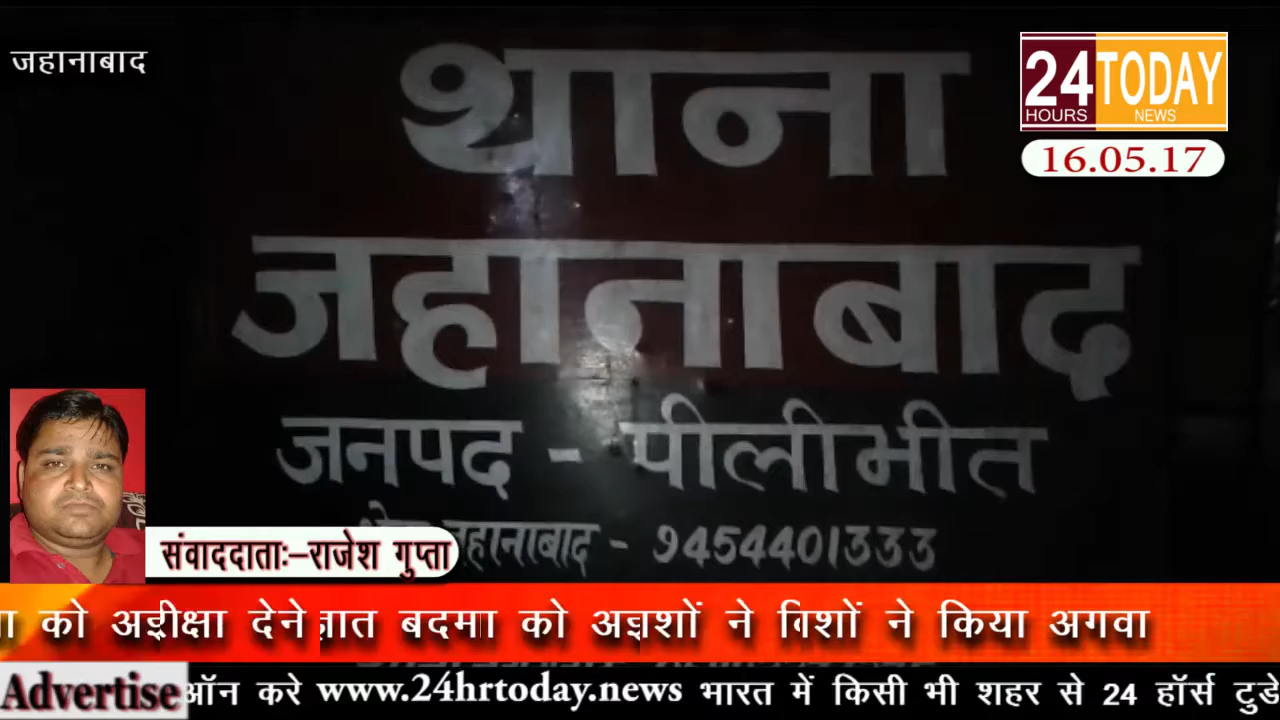 जहानाबाद
थाना
24 TODAY
HOURS NEWS
16.05.17
जहानाबाद
जनपद - पीलीभीत
जहानाबाद - 9454401333
संवाददाताः-राजेश गुप्ता
को देने बदमा को ने ने किया अगवा
Advertise ऑन करे www.24hrtoday.news भारत में किसी भी शहर से 24 हॉर्स टुडे